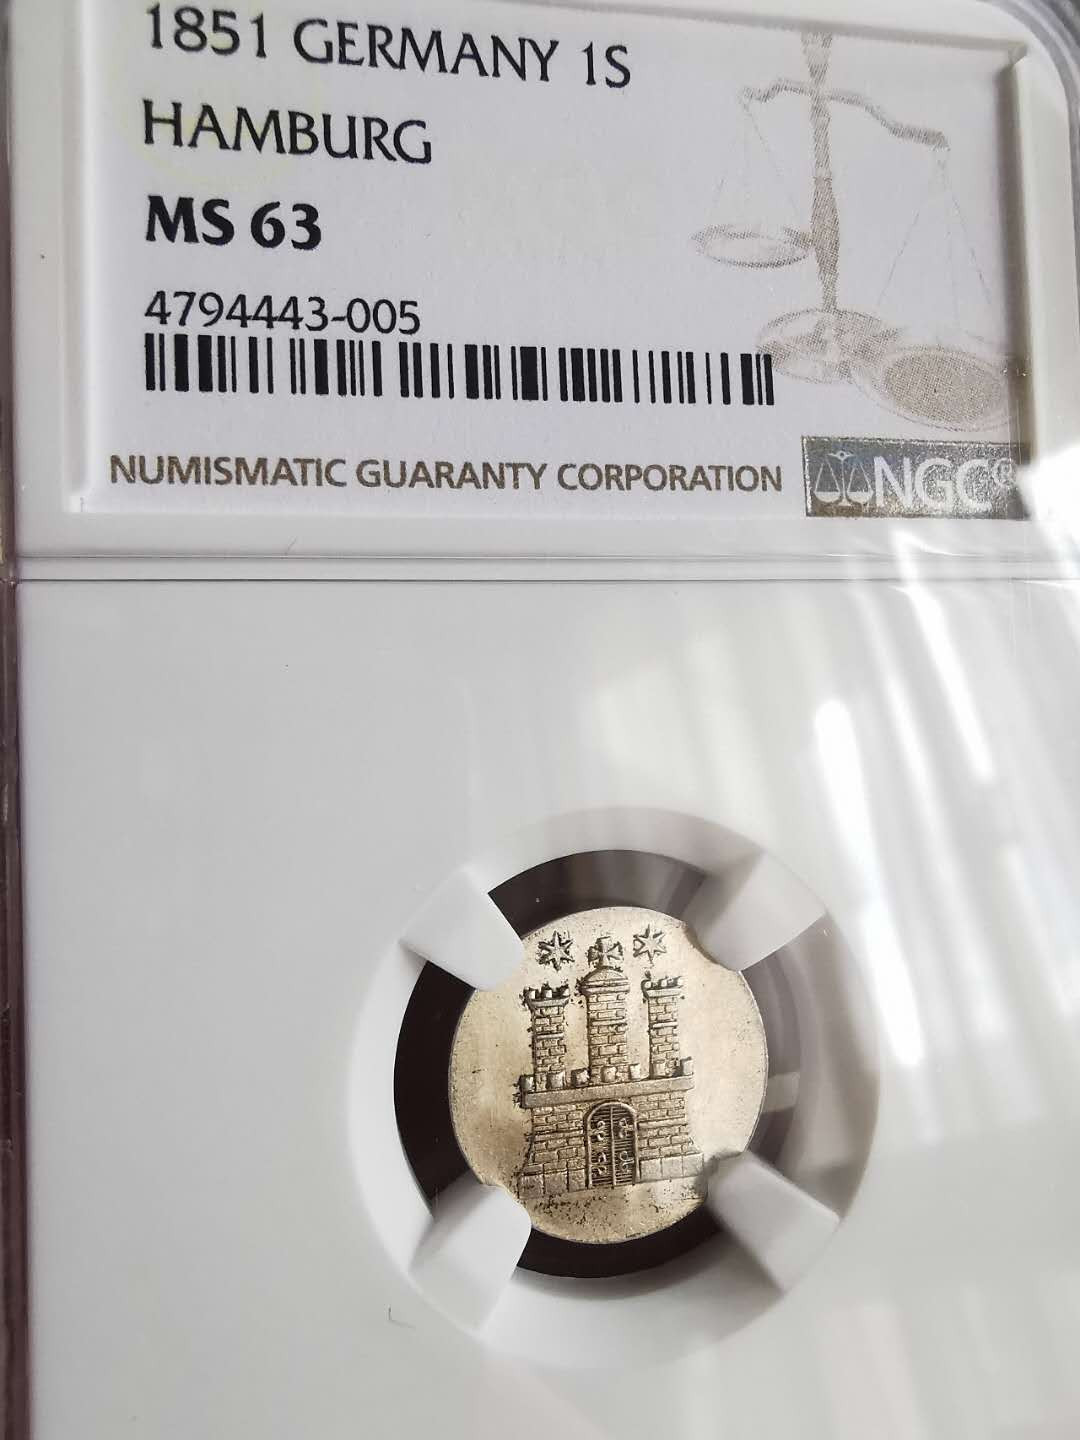 1851 GERMANY 1S
HAMBURG
MS 63
4794443-005
NUMISMATIC GUARANTY CORPORATION
NGC®